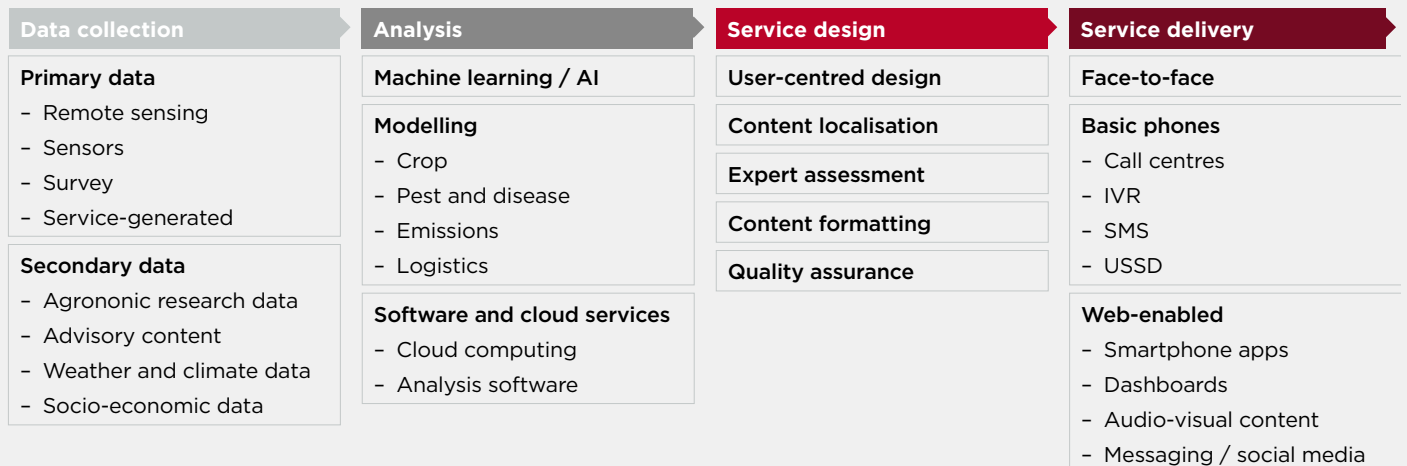 Data collection
Primary data
– Remote sensing
– Sensors
– Survey
– Service-generated
Secondary data
– Agrononic research data
– Advisory content
– Weather and climate data
– Socio-economic data
Analysis
Machine learning / AI
Modelling
– Crop
– Pest and disease
– Emissions
– Logistics
Software and cloud services
– Cloud computing
– Analysis software
Service design
User-centred design
Content localisation
Expert assessment
Content formatting
Quality assurance
Service delivery
Face-to-face
Basic phones
– Call centres
– IVR
– SMS
– USSD
Web-enabled
– Smartphone apps
– Dashboards
– Audio-visual content
– Messaging / social media